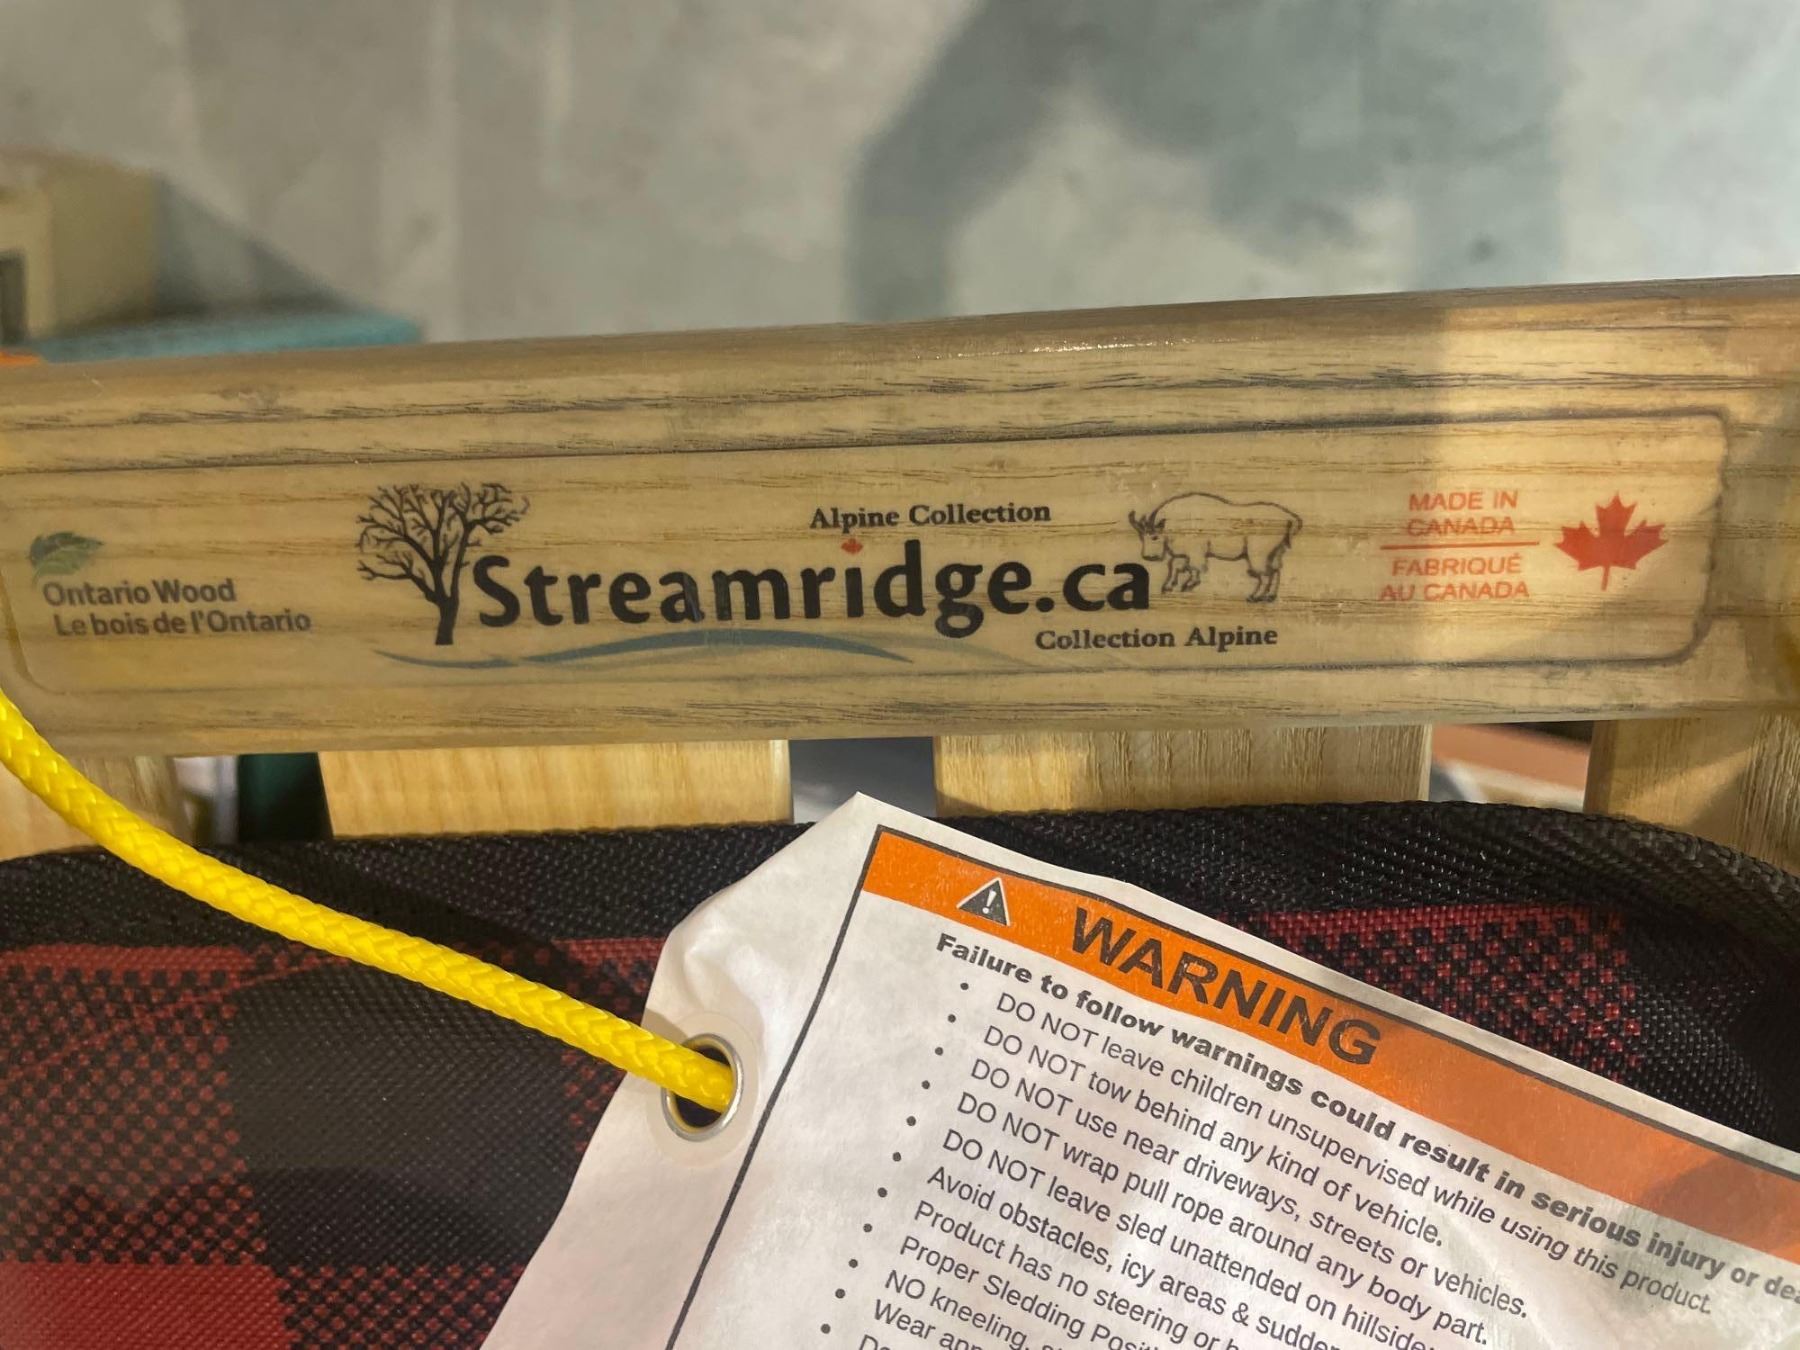 Ontario Wood
Le bois de l'Ontario
Alpine Collection
Streamridge.ca
Collection Alpine
MADE IN
CANADA
FABRIQUÉ
AU CANADA
WARNING
Failure to follow warnings could result in serious injury or
• DO NOT leave children unsupervised while using this product.
• DO NOT tow behind any kind of vehicle.
• DO NOT use near driveways, streets or vehicles.
• DO NOT wrap pull rope around any body part.
• DO NOT leave sled unattended on
• Avoid obstacles, icy areas &
• Product has no steering or
• Proper Sledding
• NO kneeling,
• Wear